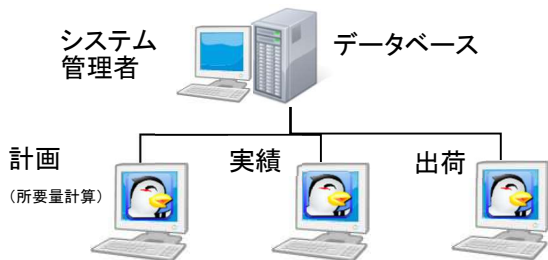 システム
管理者
データベース
計画
(所要量計算)
実績
出荷